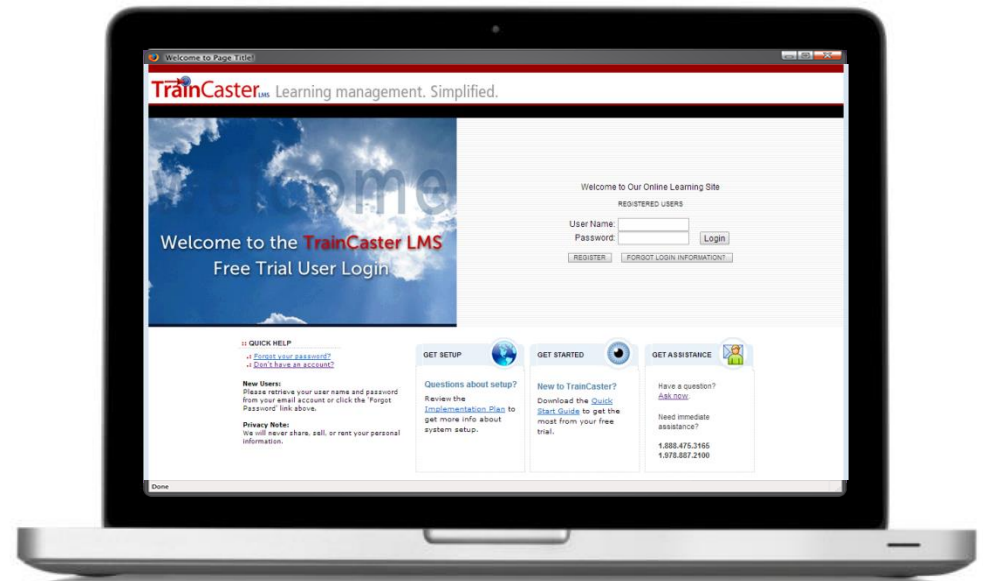 Welcome to Page Title!
TrainCaster LMS Learning management. Simplified.
welcome
Welcome to the TrainCaster LMS
Free Trial User Login
Welcome to Our Online Learning Site
REGISTERED USERS
User Name:
Password:
Login
REGISTER
FORGOT LOGIN INFORMATION?
:: QUICK HELP
.: Forgot your password?
.: Don't have an account?
New Users:
Please retrieve your user name and password
from your email account or click the 'Forgot
Password' link above.
Privacy Note:
We will never share, sell, or rent your personal
information.
GET SETUP
Questions about setup?
Review the
Implementation Plan to
get more info about
system setup.
GET STARTED
New to TrainCaster?
Download the Quick
Start Guide to get the
most from your free
trial.
GET ASSISTANCE
Have a question?
Ask now.
Need immediate
assistance?
1.888.475.3165
1.978.887.2100
Done